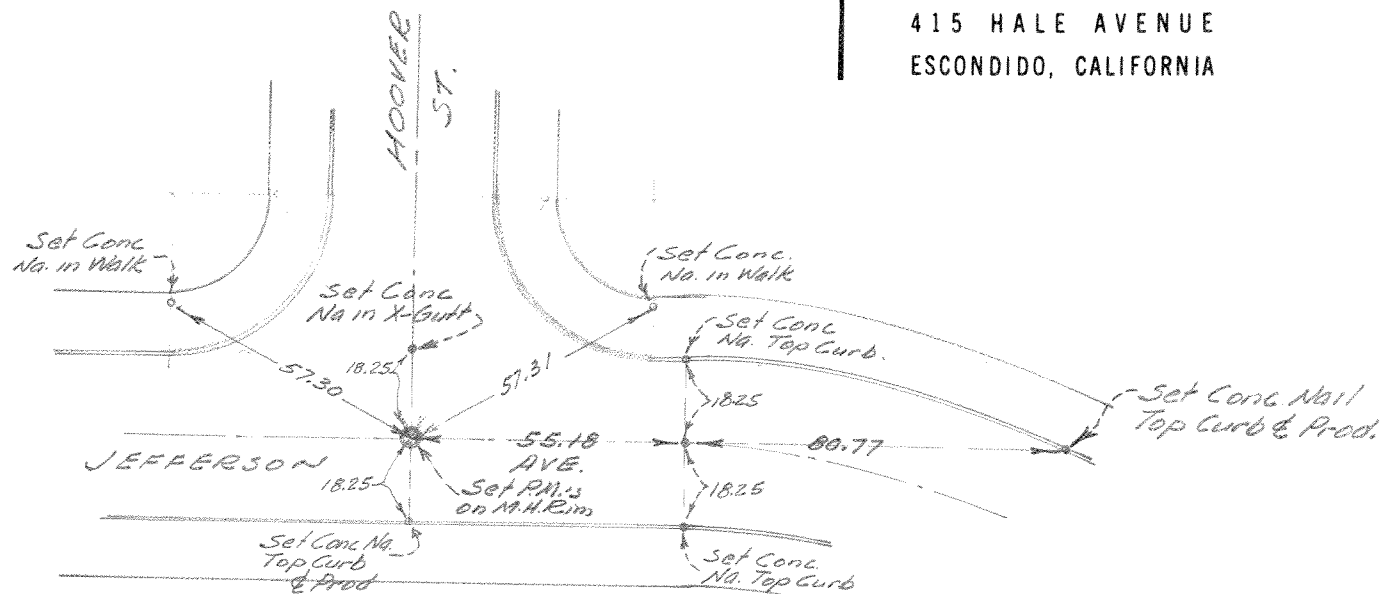 415 HALE AVENUE
ESCONDIDO, CALIFORNIA
HOOVER
ST.
Set Conc
Na. in Walk
Set Conc.
Na. in Walk
Set Conc
Na in X-Gutt
Set Conc
Na. Top Curb.
57.30
18.25
57.31
18.25
Set Conc. Nail
Top Curb ℄ Prod.
55.18
80.77
JEFFERSON
AVE.
18.25
Set P.M.'s
on M.H. Rim
18.25
Set Conc Na.
Top Curb
℄ Prod
Set Conc.
Na. Top Curb